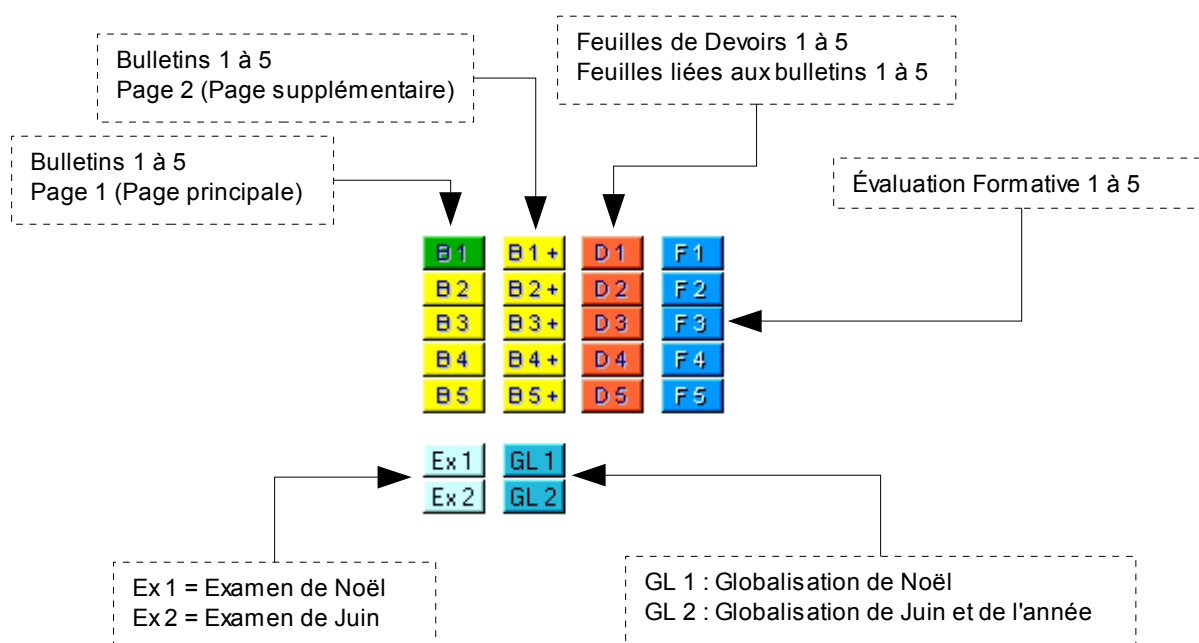 Bulletins 1 à 5
Page 2 (Page supplémentaire)
Feuilles de Devoirs 1 à 5
Feuilles liées aux bulletins 1 à 5
Bulletins 1 à 5
Page 1 (Page principale)
Évaluation Formative 1 à 5
B 1 B 1 + D 1 F 1
B 2 B 2 + D 2 F 2
B 3 B 3 + D 3 F 3
B 4 B 4 + D 4 F 4
B 5 B 5 + D 5 F 5
Ex 1 GL 1
Ex 2 GL 2
Ex 1 = Examen de Noël
Ex 2 = Examen de Juin
GL 1 : Globalisation de Noël
GL 2 : Globalisation de Juin et de l'année